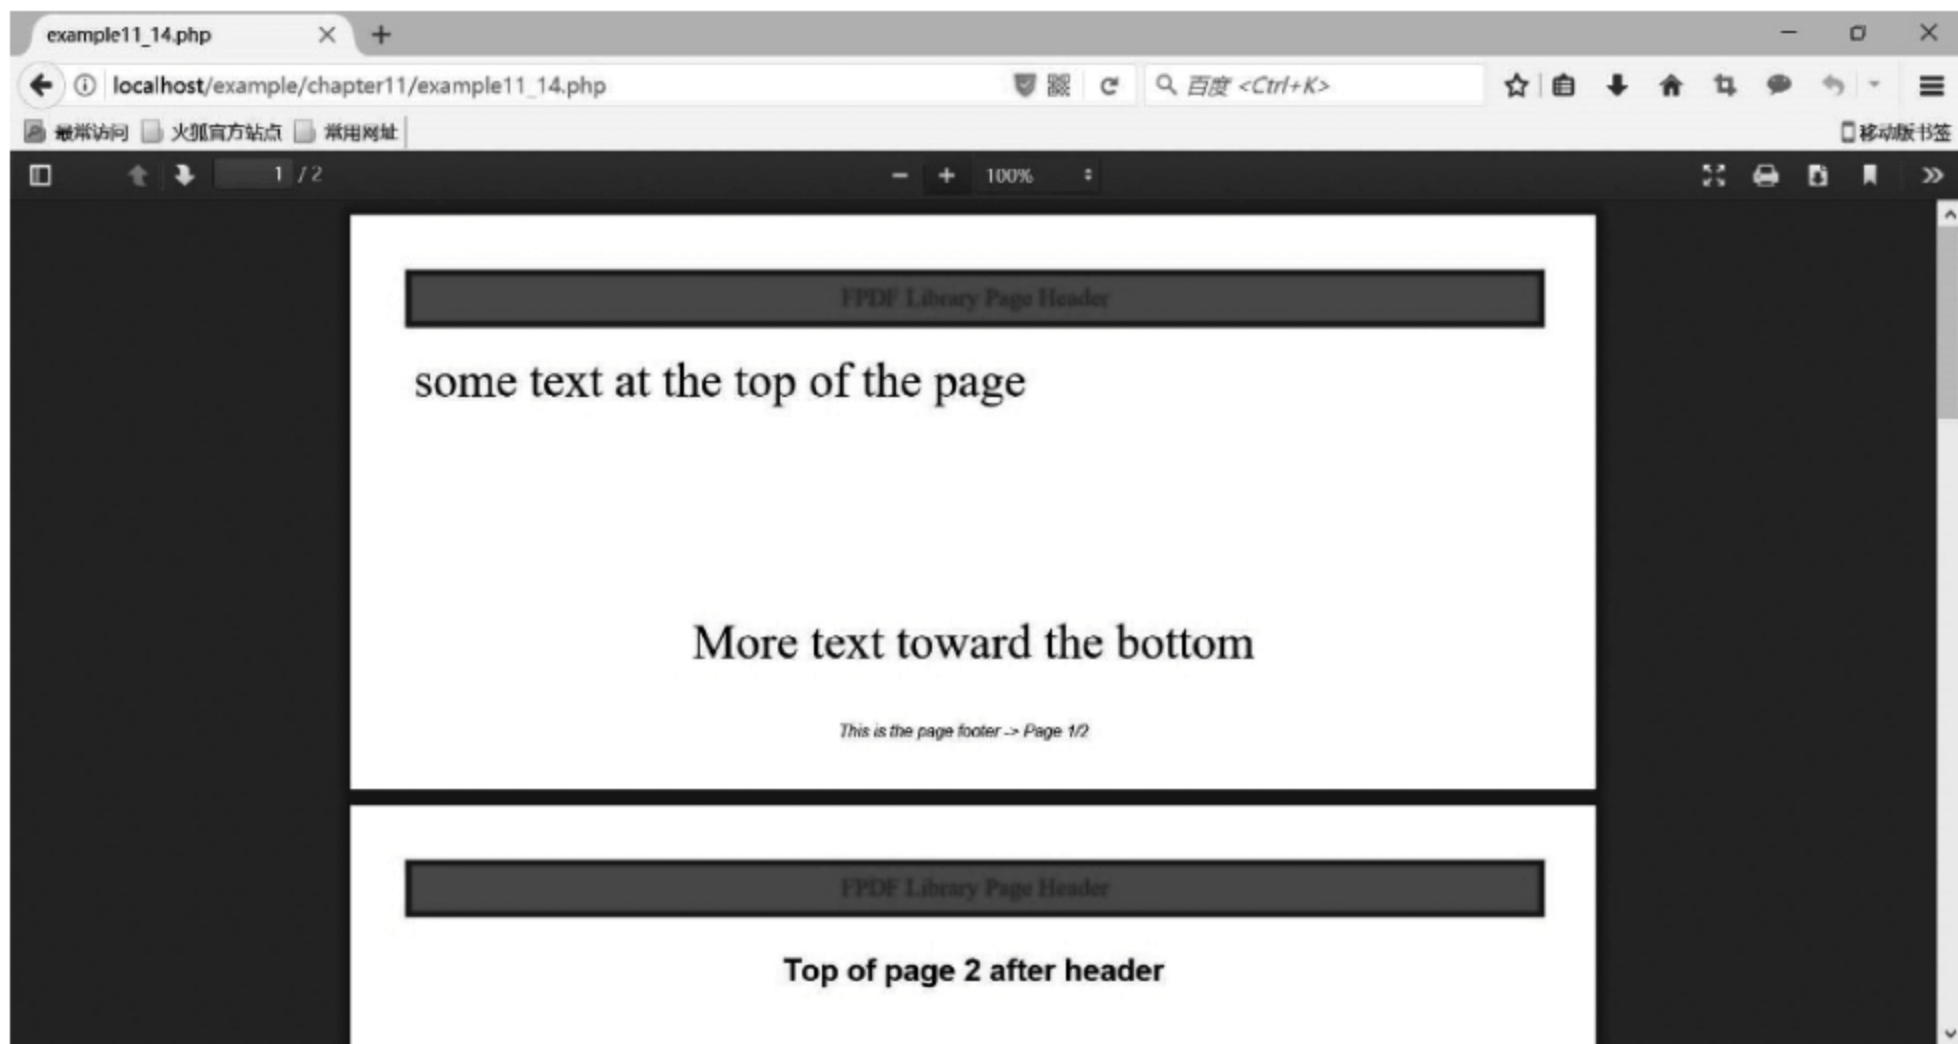 example11_14.php
localhost/example/chapter11/example11_14.php 百度 <Ctrl+K>
最常访问 火狐官方站点 常用网址 移动版书签
1 / 2 100%
FPDF Library Page Header
some text at the top of the page
More text toward the bottom
This is the page footer -> Page 1/2
FPDF Library Page Header
Top of page 2 after header